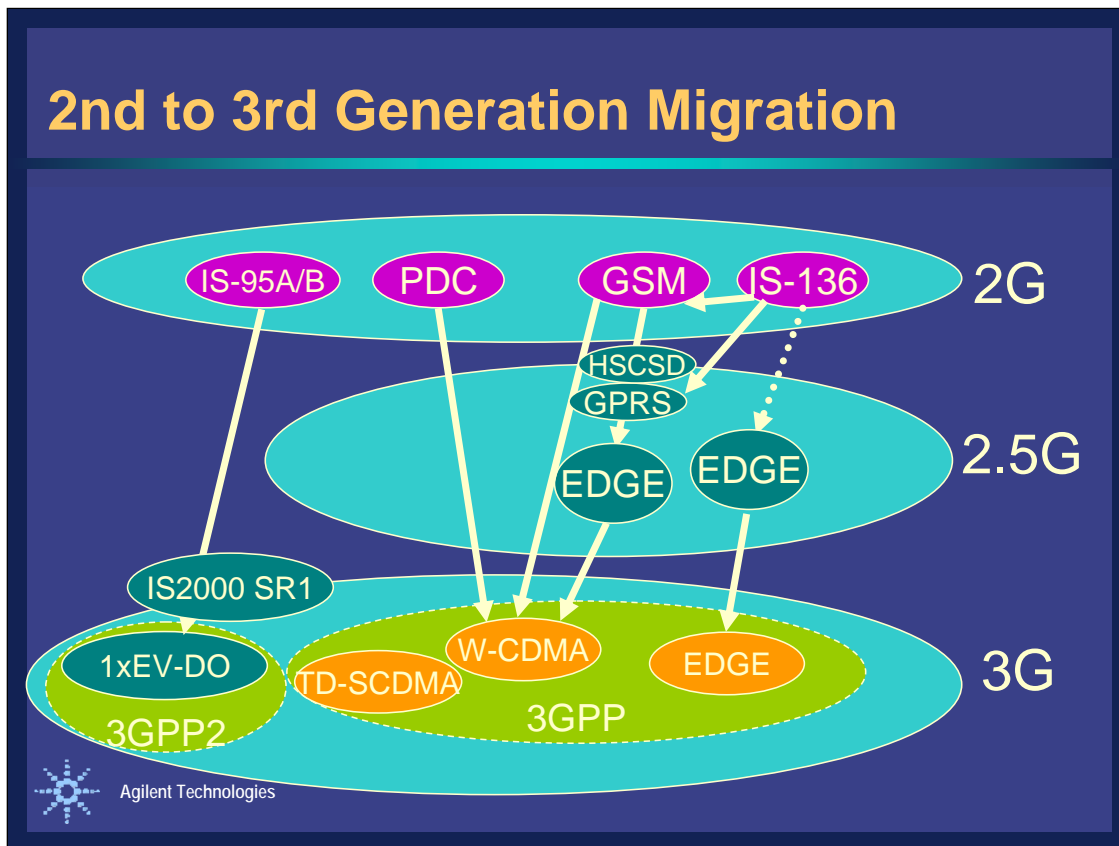 2nd to 3rd Generation Migration
IS-95A/B
PDC
GSM
IS-136
2G
HSCSD
GPRS
EDGE
EDGE
2.5G
IS2000 SR1
1xEV-DO
TD-SCDMA
W-CDMA
EDGE
3G
3GPP2
3GPP
Agilent Technologies